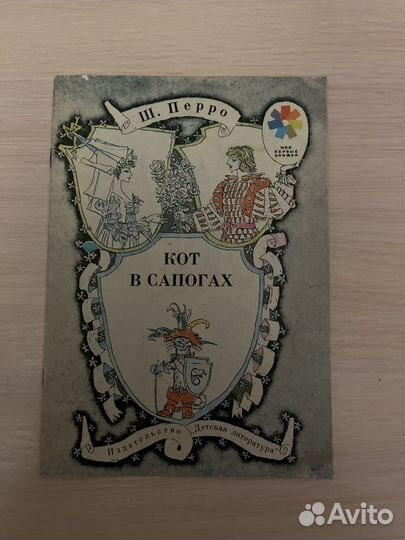 Ш. Перро
МОИ
ПЕРВЫЕ
КНИЖКИ
КОТ
В САПОГАХ
Издательство „Детская литература“
Avito